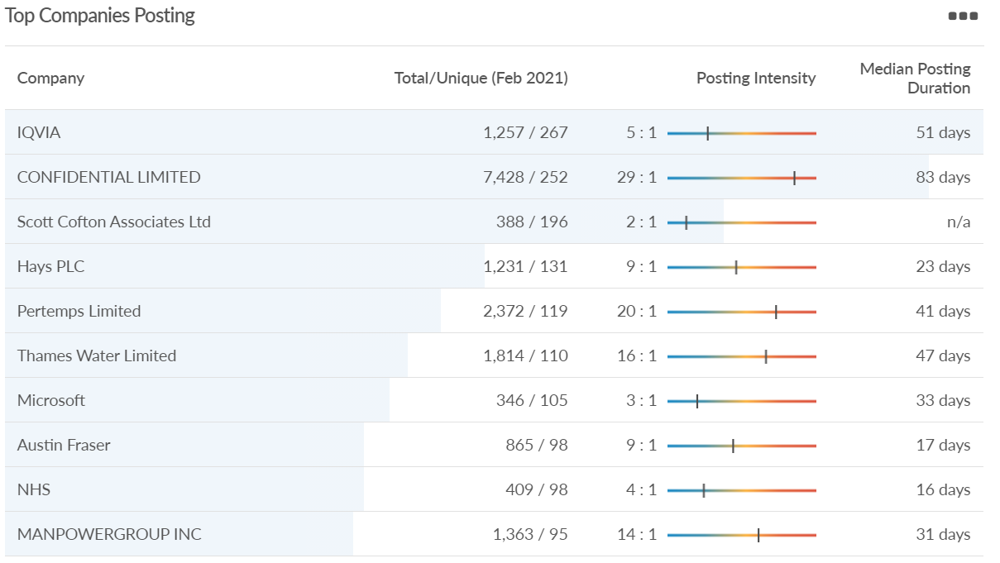 Top Companies Posting
Company Total/Unique (Feb 2021) Posting Intensity Median Posting Duration
IQVIA 1,257 / 267 5 : 1 51 days
CONFIDENTIAL LIMITED 7,428 / 252 29 : 1 83 days
Scott Cofton Associates Ltd 388 / 196 2 : 1 n/a
Hays PLC 1,231 / 131 9 : 1 23 days
Pertemps Limited 2,372 / 119 20 : 1 41 days
Thames Water Limited 1,814 / 110 16 : 1 47 days
Microsoft 346 / 105 3 : 1 33 days
Austin Fraser 865 / 98 9 : 1 17 days
NHS 409 / 98 4 : 1 16 days
MANPOWERGROUP INC 1,363 / 95 14 : 1 31 days